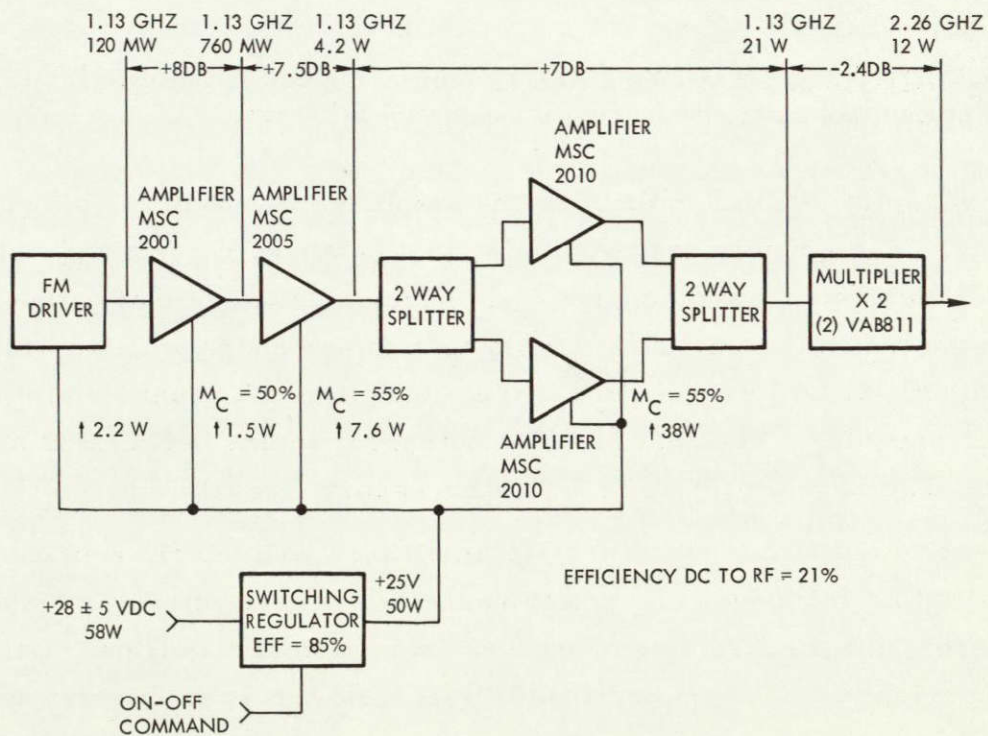 1.13 GHZ
120 MW
1.13 GHZ
760 MW
1.13 GHZ
4.2 W
1.13 GHZ
21 W
2.26 GHZ
12 W
+8DB
+7.5DB
+7DB
-2.4DB
AMPLIFIER
MSC
2001
AMPLIFIER
MSC
2005
AMPLIFIER
MSC
2010
FM
DRIVER
2 WAY
SPLITTER
2 WAY
SPLITTER
MULTIPLIER
X 2
(2) VAB811
↑ 2.2 W
MC = 50%
↑ 1.5W
MC = 55%
↑ 7.6 W
AMPLIFIER
MSC
2010
MC = 55%
↑ 38W
+28 ± 5 VDC
58W
SWITCHING
REGULATOR
EFF = 85%
+25V
50W
EFFICIENCY DC TO RF = 21%
ON-OFF
COMMAND